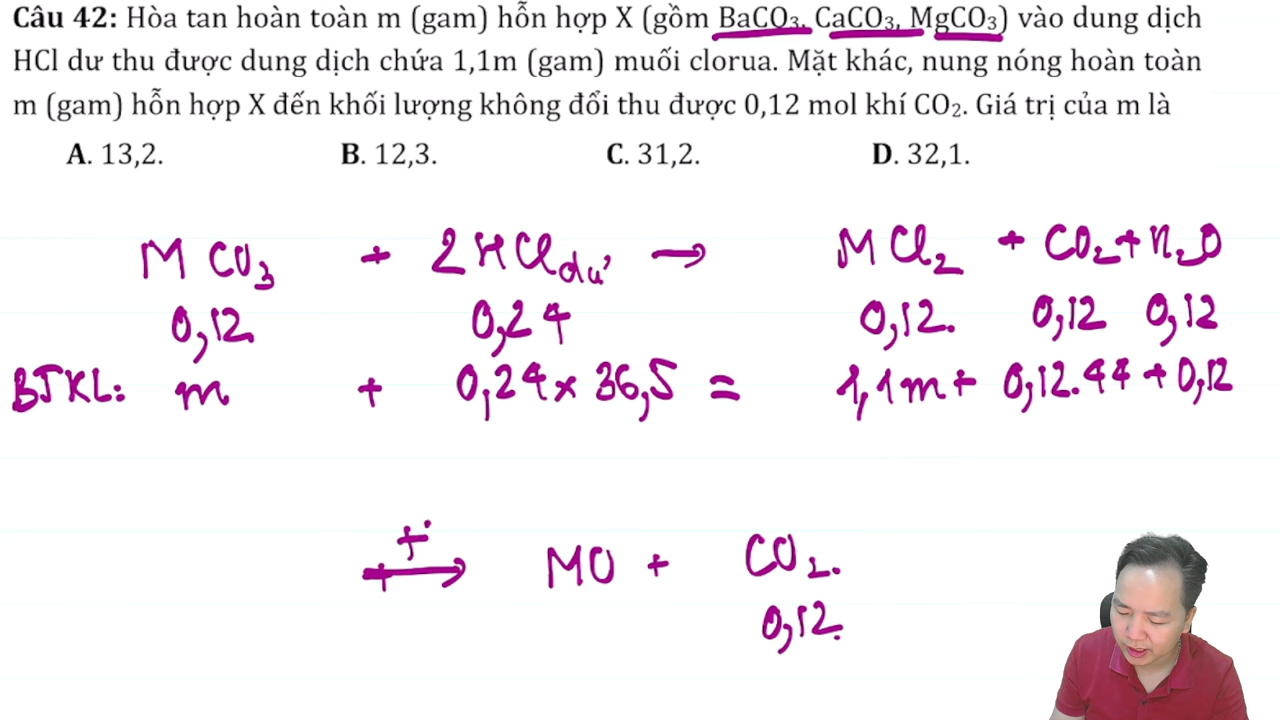 Câu 42: Hòa tan hoàn toàn m (gam) hỗn hợp X (gồm BaCO₃, CaCO₃, MgCO₃) vào dung dịch
HCl dư thu được dung dịch chứa 1,1m (gam) muối clorua. Mặt khác, nung nóng hoàn toàn
m (gam) hỗn hợp X đến khối lượng không đổi thu được 0,12 mol khí CO₂. Giá trị của m là
A. 13,2. B. 12,3. C. 31,2. D. 32,1.
MCO₃ + 2HCl dư → MCl₂ + CO₂ + H₂O
0,12 0,24 0,12. 0,12 0,12
BTKL: m + 0,24 × 36,5 = 1,1m + 0,12.44 + 0,12
t° → MO + CO₂.
0,12.